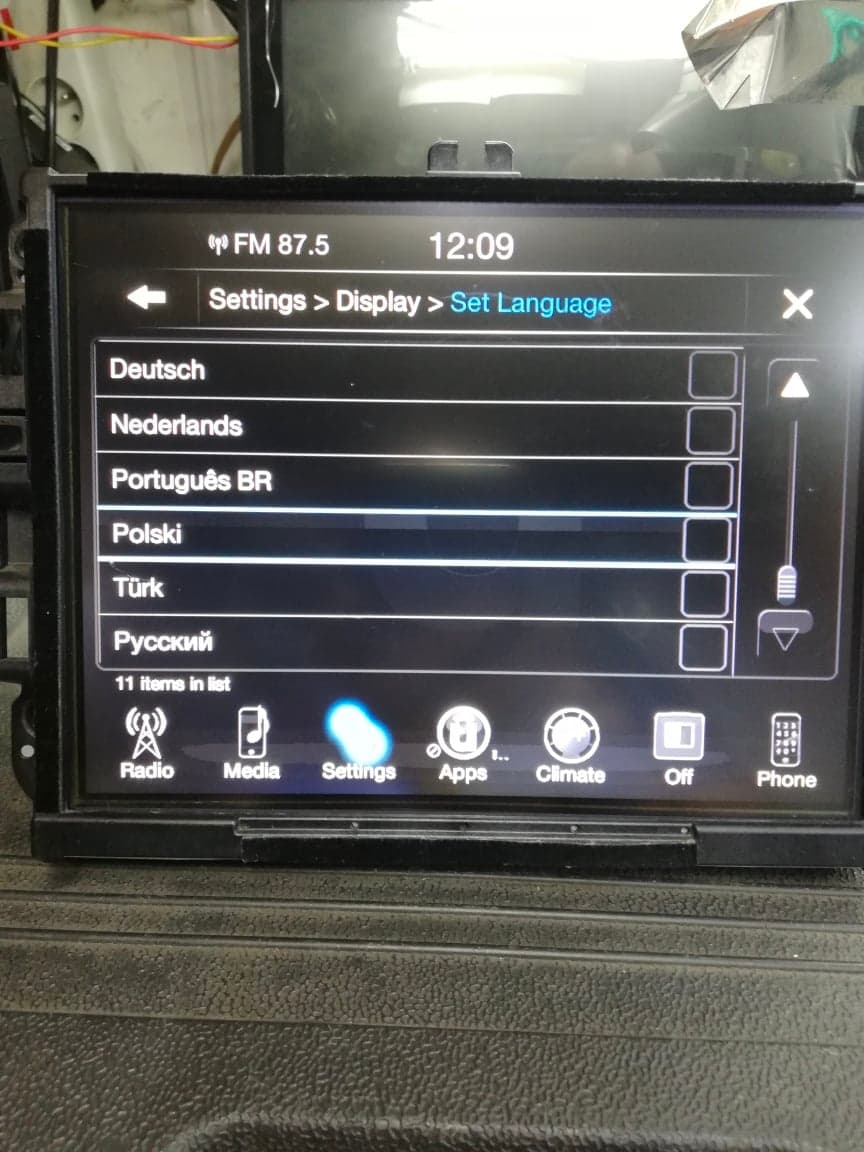 FM 87.5 12:09
Settings > Display > Set Language
Deutsch
Nederlands
Português BR
Polski
Türk
Русский
11 items in list
Radio Media Settings Apps Climate Off Phone